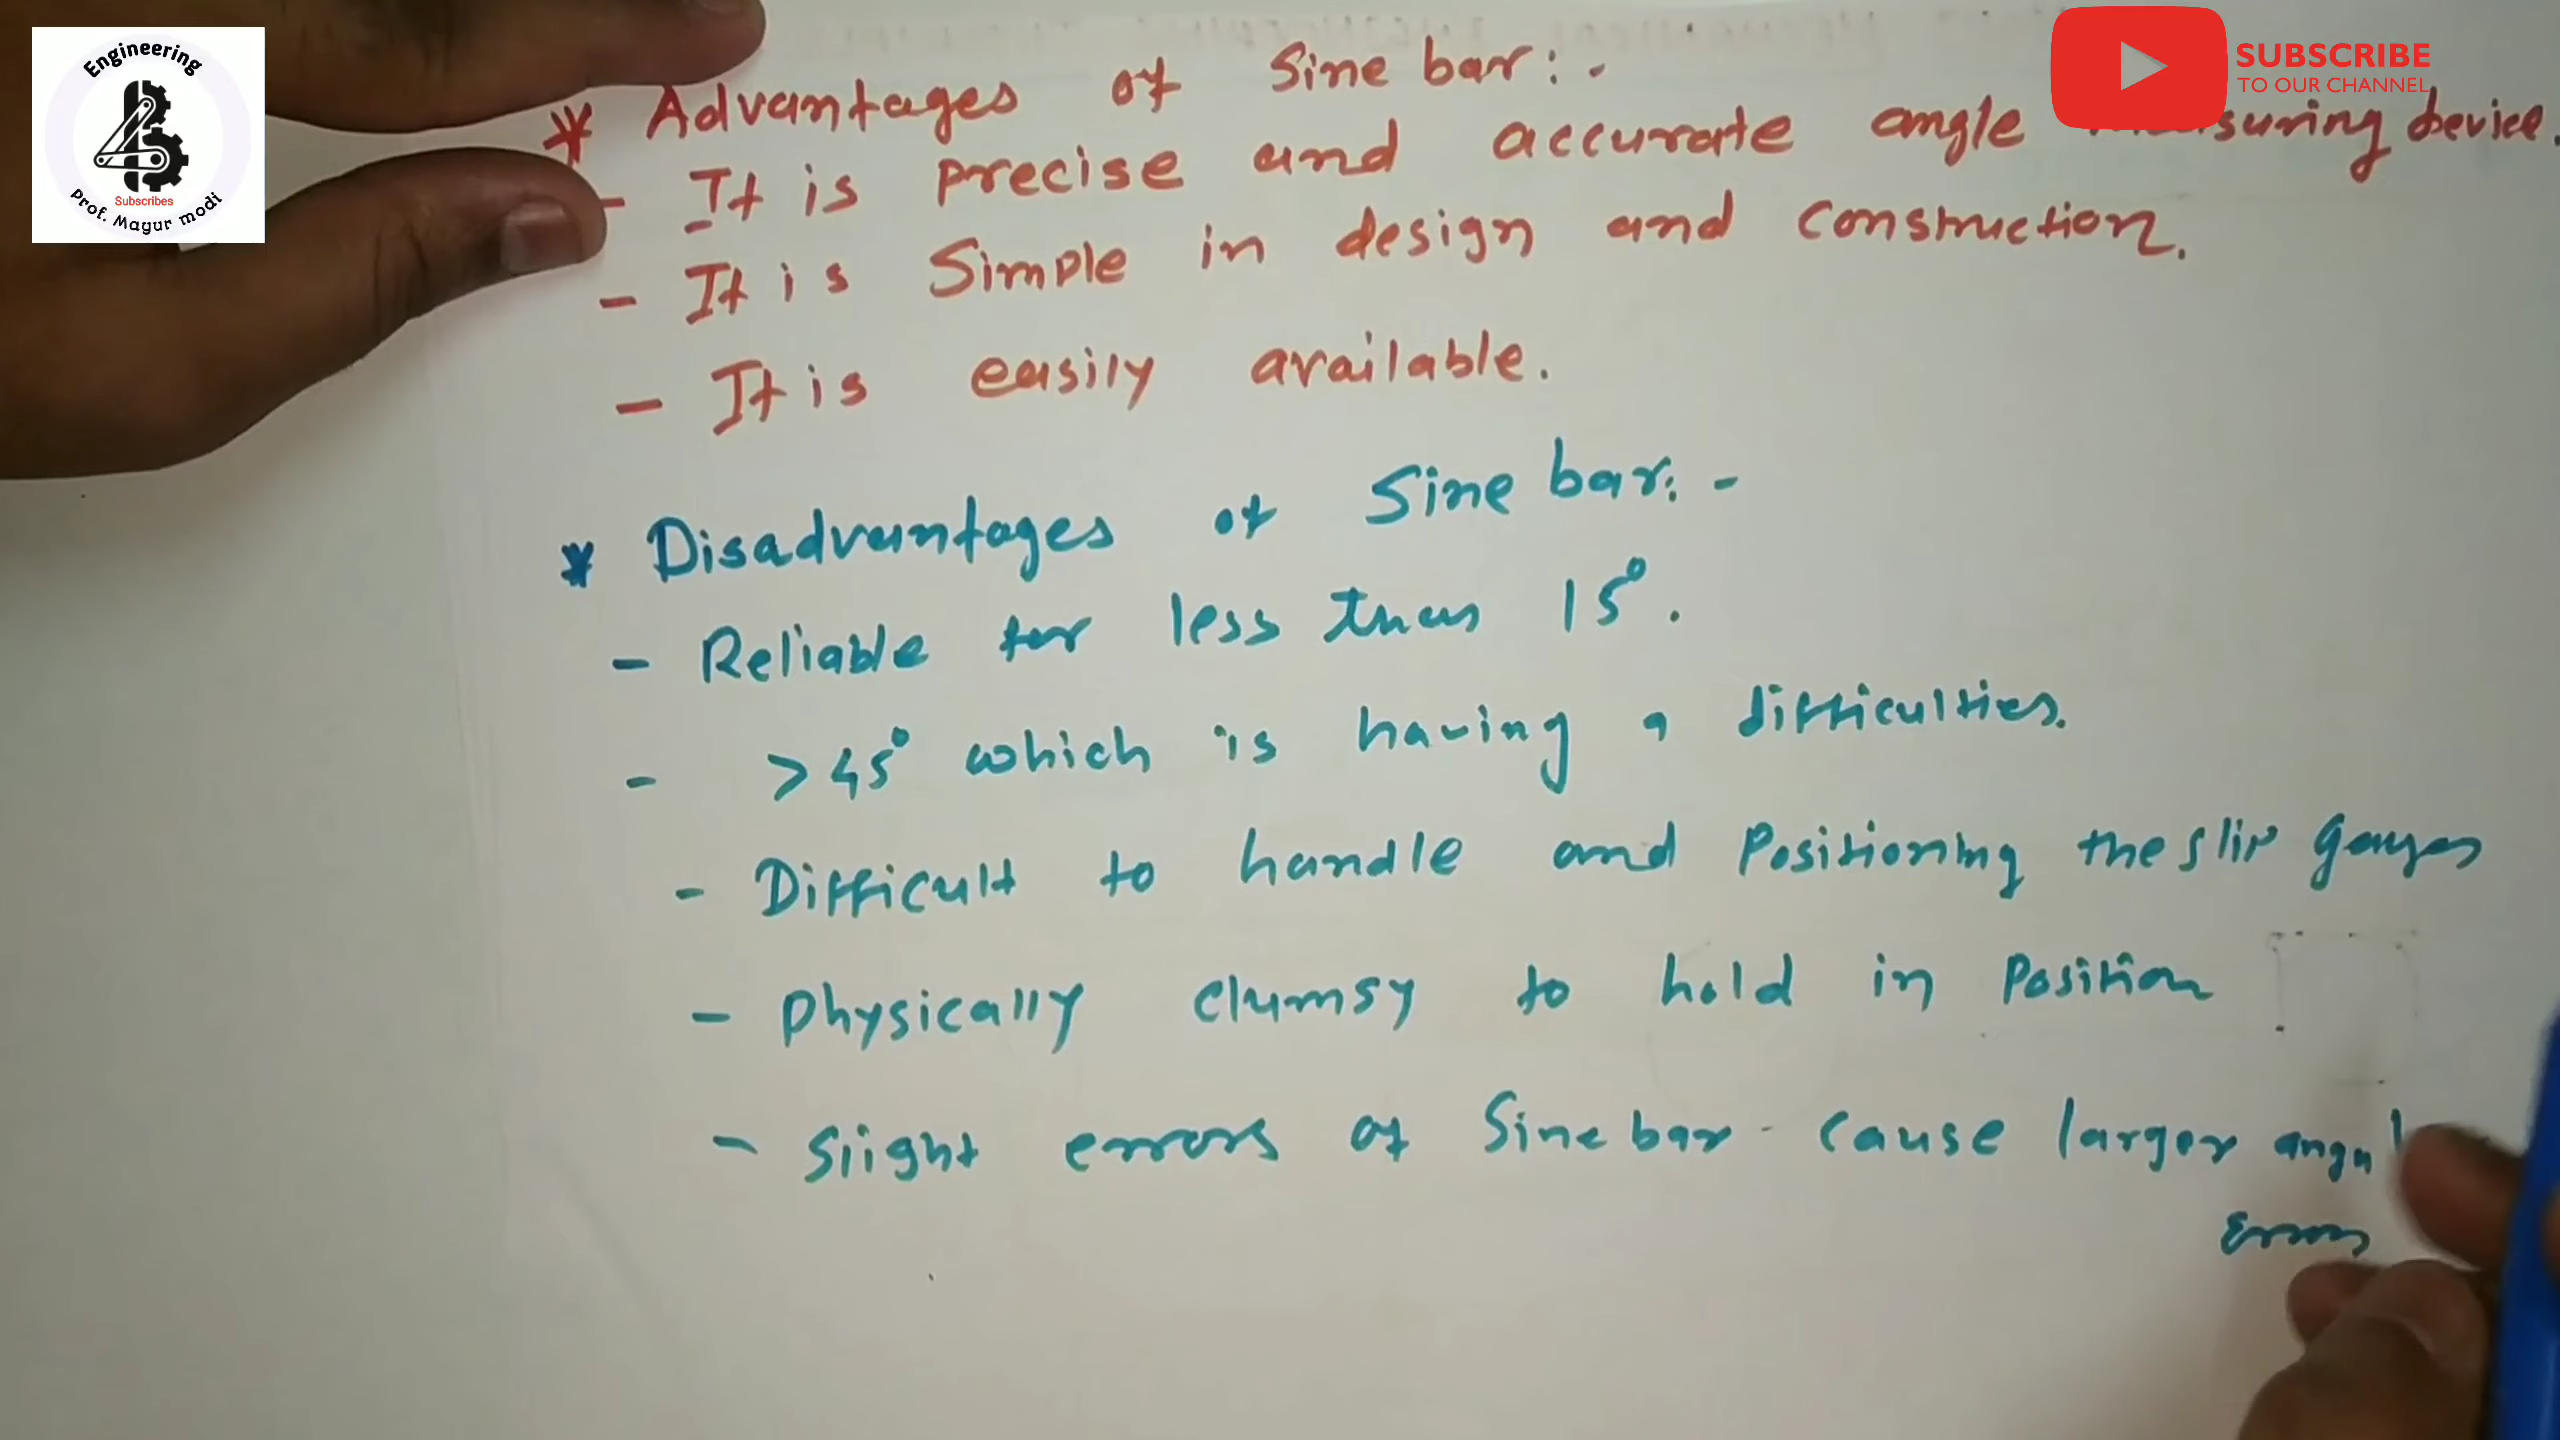 Engineering
Subscribes
Prof. Mayur modi
SUBSCRIBE
TO OUR CHANNEL
* Advantages of Sine bar:-
- It is precise and accurate angle suring device.
- It is Simple in design and construction.
- It is easily available.
* Disadvantages of Sine bar:-
- Reliable for less than 15°.
- >45° which is having a difficulties.
- Difficult to handle and Positioning the slip gauges
- Physically clumsy to hold in Position
- Slight errors of Sine bar - cause larger angul
Errors